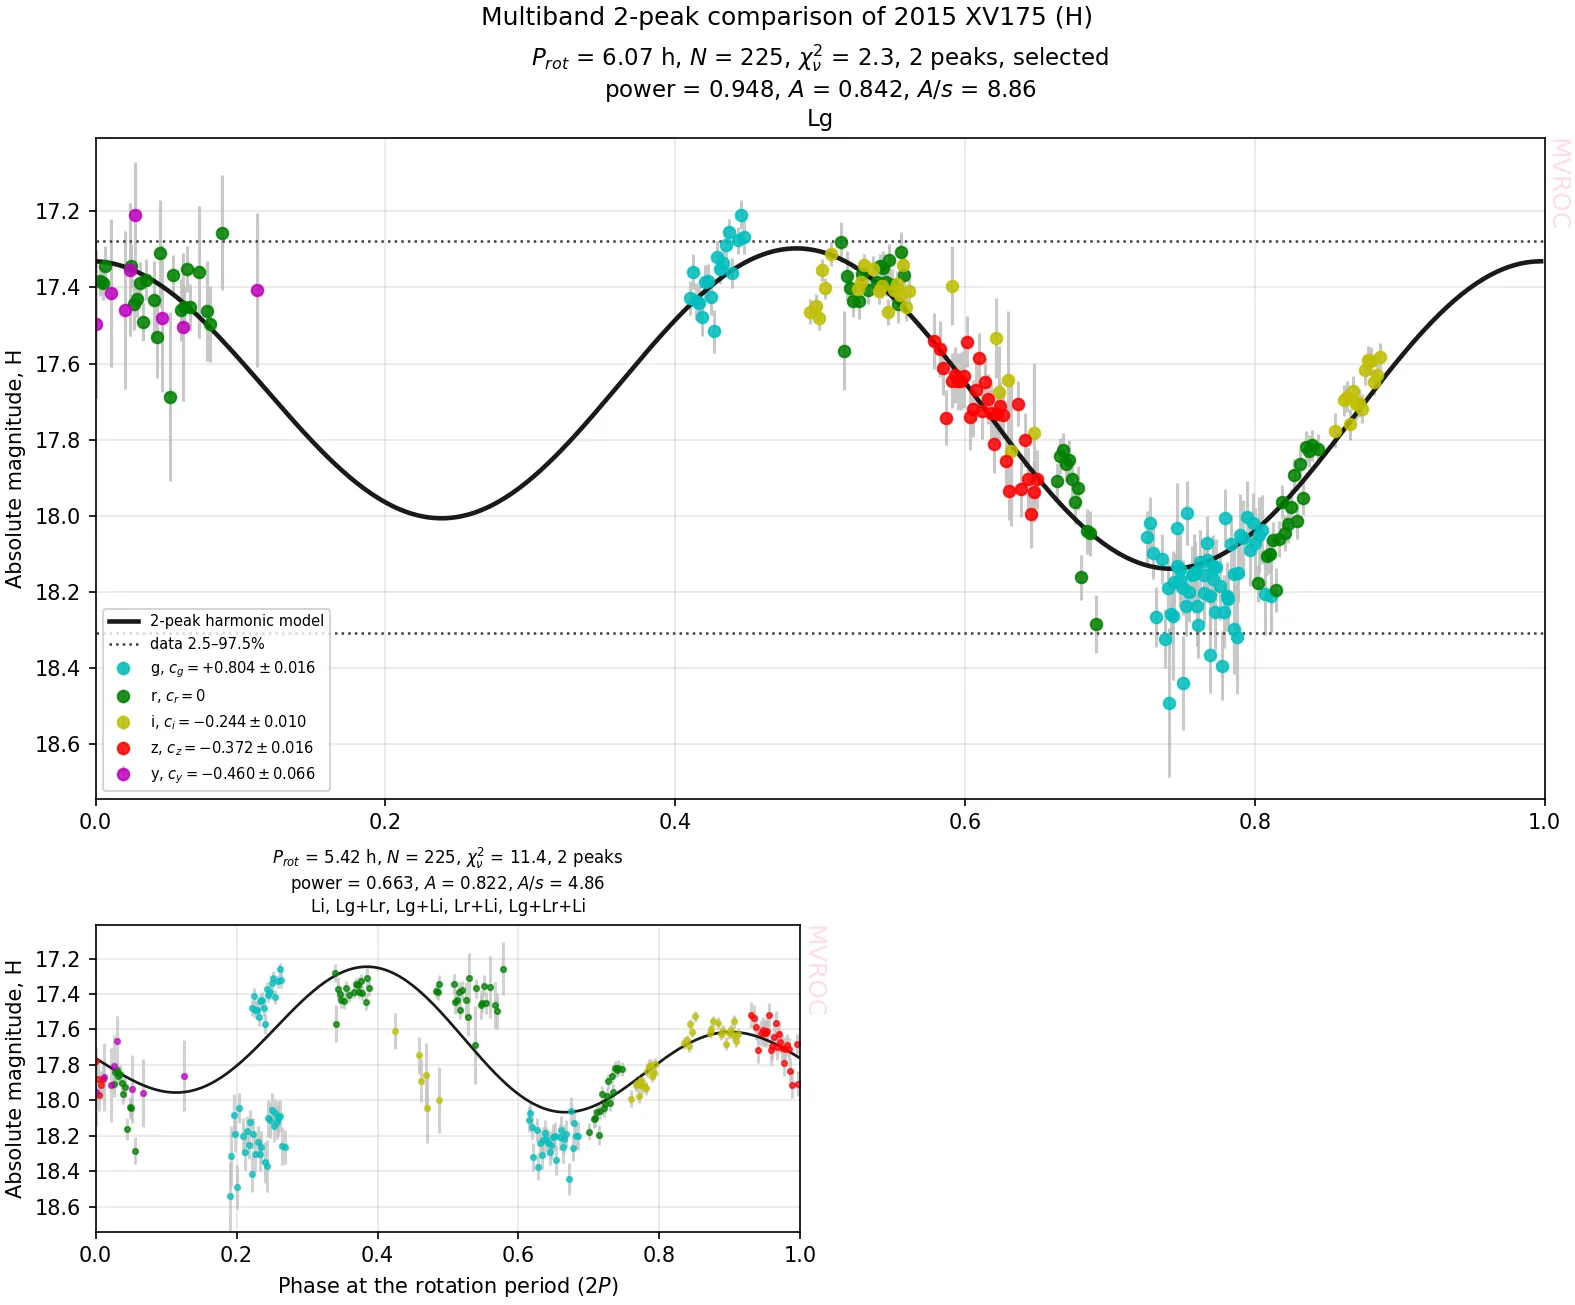 Multiband 2-peak comparison of 2015 XV175 (H)
P_rot = 6.07 h, N = 225, χ²_ν = 2.3, 2 peaks, selected
power = 0.948, A = 0.842, A/s = 8.86
Lg
MVROC
Absolute magnitude, H
17.2
17.4
17.6
17.8
18.0
18.2
18.4
18.6
2-peak harmonic model
data 2.5–97.5%
g, c_g = +0.804 ± 0.016
r, c_r = 0
i, c_i = −0.244 ± 0.010
z, c_z = −0.372 ± 0.016
y, c_y = −0.460 ± 0.066
0.0 0.2 0.4 0.6 0.8 1.0
P_rot = 5.42 h, N = 225, χ²_ν = 11.4, 2 peaks
power = 0.663, A = 0.822, A/s = 4.86
Li, Lg+Lr, Lg+Li, Lr+Li, Lg+Lr+Li
MVROC
Absolute magnitude, H
17.2
17.4
17.6
17.8
18.0
18.2
18.4
18.6
0.0 0.2 0.4 0.6 0.8 1.0
Phase at the rotation period (2P)